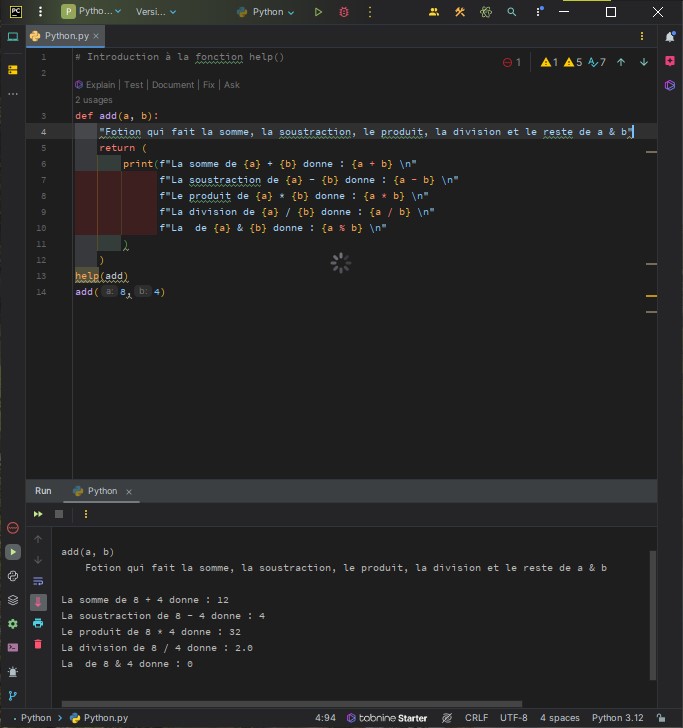 PC P Pytho... Versi... Python
Python.py
1 # Introduction à la fonction help() 1 1 5 7
2
Explain | Test | Document | Fix | Ask
2 usages
3 def add(a, b):
4 "Fotion qui fait la somme, la soustraction, le produit, la division et le reste de a & b"
5 return (
6 print(f"La somme de {a} + {b} donne : {a + b} \n"
7 f"La soustraction de {a} - {b} donne : {a - b} \n"
8 f"Le produit de {a} * {b} donne : {a * b} \n"
9 f"La division de {a} / {b} donne : {a / b} \n"
10 f"La  de {a} & {b} donne : {a % b} \n"
11 )
12 )
13 help(add)
14 add( a: 8, b: 4)
Run Python
add(a, b)
Fotion qui fait la somme, la soustraction, le produit, la division et le reste de a & b
La somme de 8 + 4 donne : 12
La soustraction de 8 - 4 donne : 4
Le produit de 8 * 4 donne : 32
La division de 8 / 4 donne : 2.0
La  de 8 & 4 donne : 0
Python > Python.py 4:94 tabnine Starter CRLF UTF-8 4 spaces Python 3.12